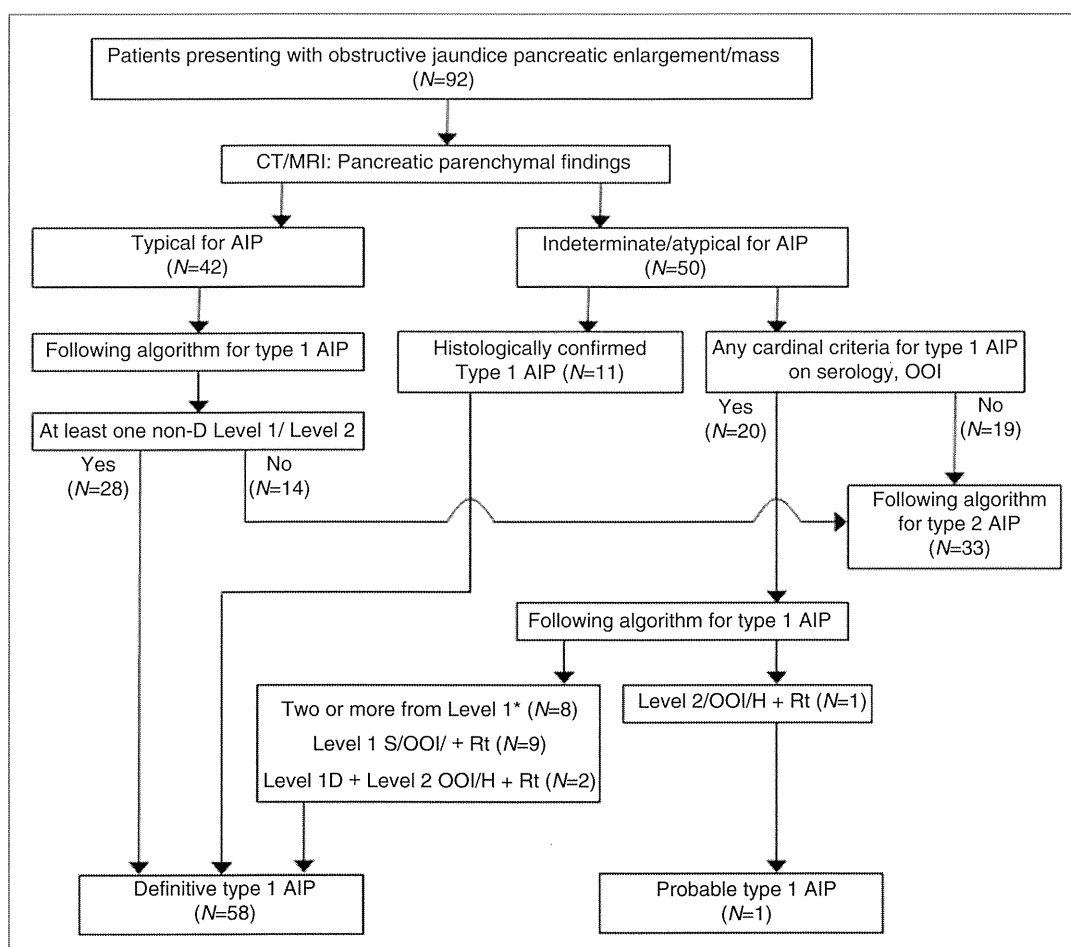 Patients presenting with obstructive jaundice pancreatic enlargement/mass
(N=92)
CT/MRI: Pancreatic parenchymal findings
Typical for AIP
(N=42)
Indeterminate/atypical for AIP
(N=50)
Following algorithm for type 1 AIP
Histologically confirmed
Type 1 AIP (N=11)
Any cardinal criteria for type 1 AIP
on serology, OOI
At least one non-D Level 1/ Level 2
Yes
(N=28)
No
(N=14)
Yes
(N=20)
No
(N=19)
Following algorithm
for type 2 AIP
(N=33)
Following algorithm for type 1 AIP
Two or more from Level 1* (N=8)
Level 1 S/OOI/ + Rt (N=9)
Level 1D + Level 2 OOI/H + Rt (N=2)
Level 2/OOI/H + Rt (N=1)
Definitive type 1 AIP
(N=58)
Probable type 1 AIP
(N=1)